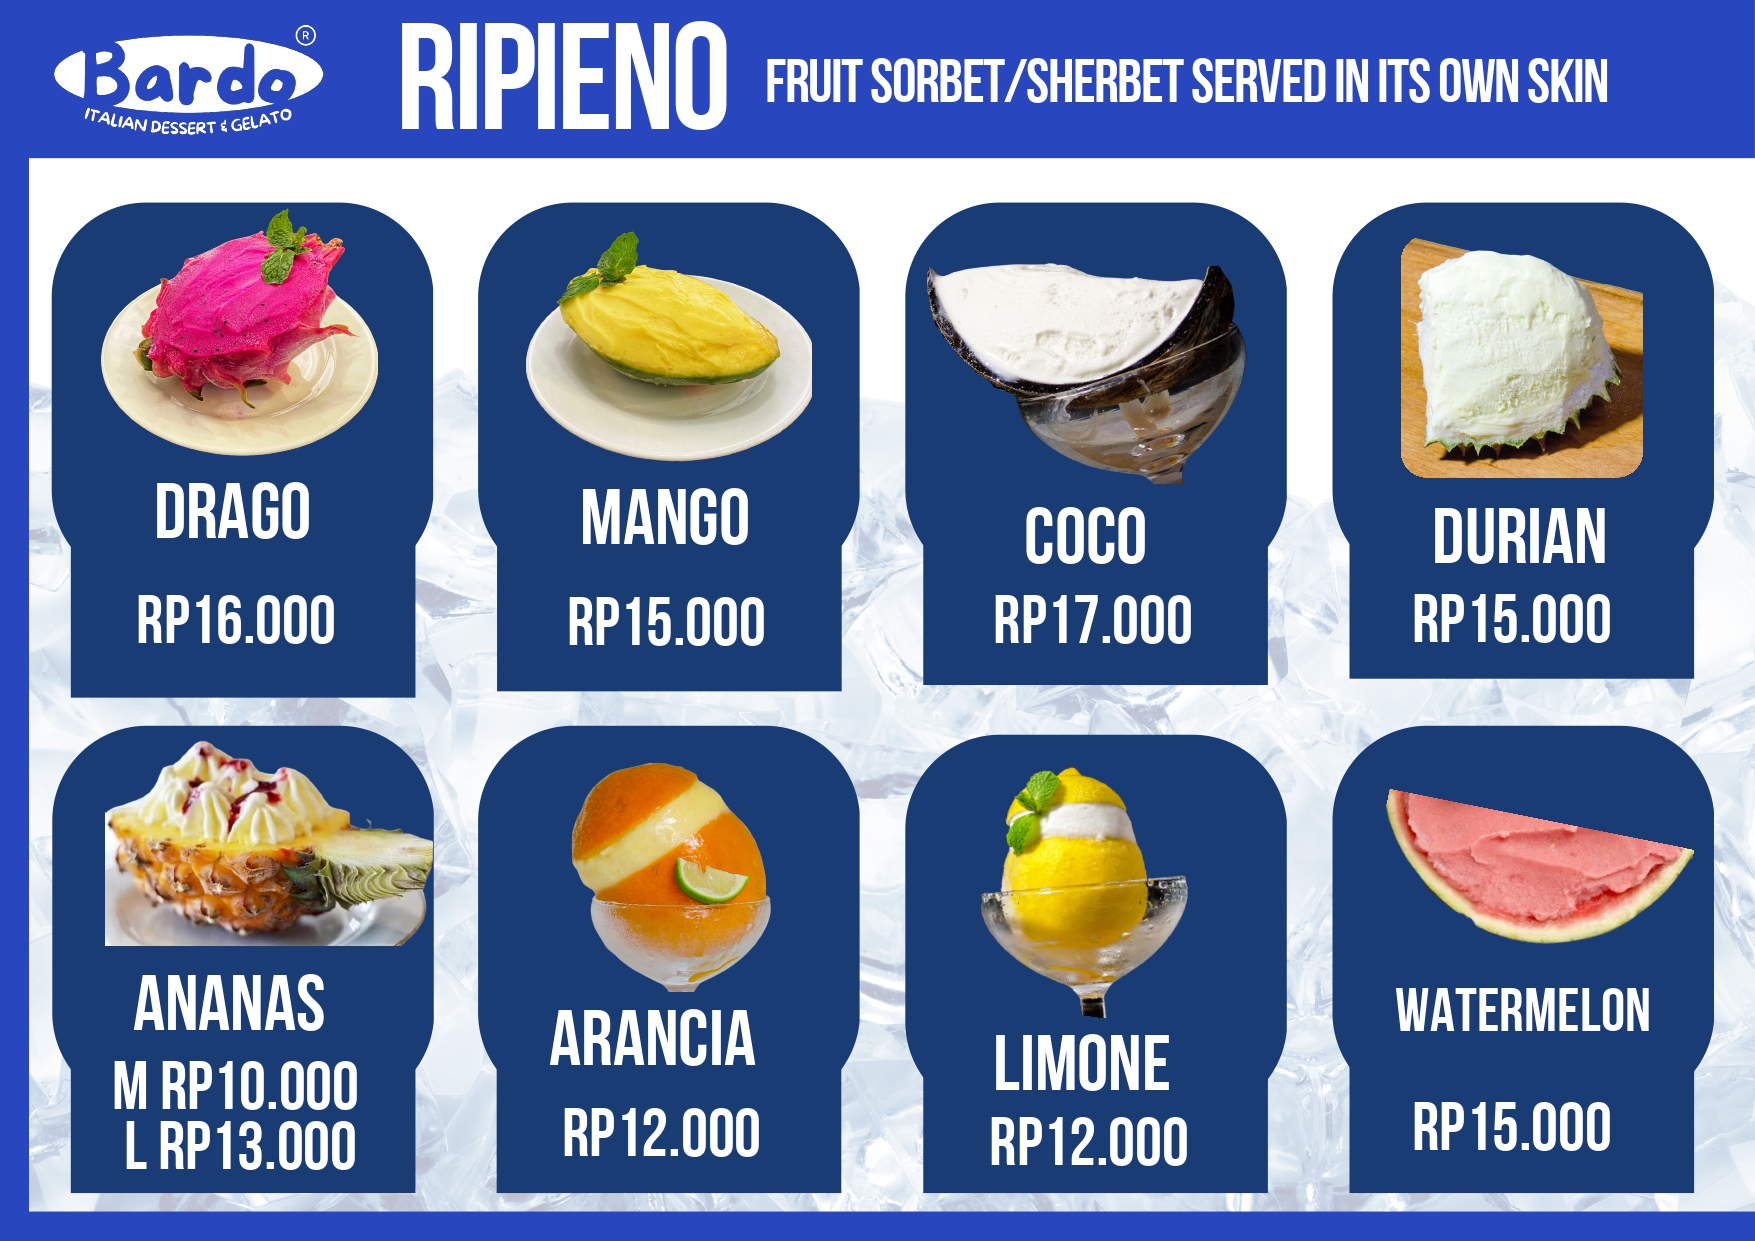 Bardo ®
ITALIAN DESSERT & GELATO
RIPIENO
FRUIT SORBET/SHERBET SERVED IN ITS OWN SKIN
DRAGO
RP16.000
MANGO
RP15.000
COCO
RP17.000
DURIAN
RP15.000
ANANAS
M RP10.000
L RP13.000
ARANCIA
RP12.000
LIMONE
RP12.000
WATERMELON
RP15.000